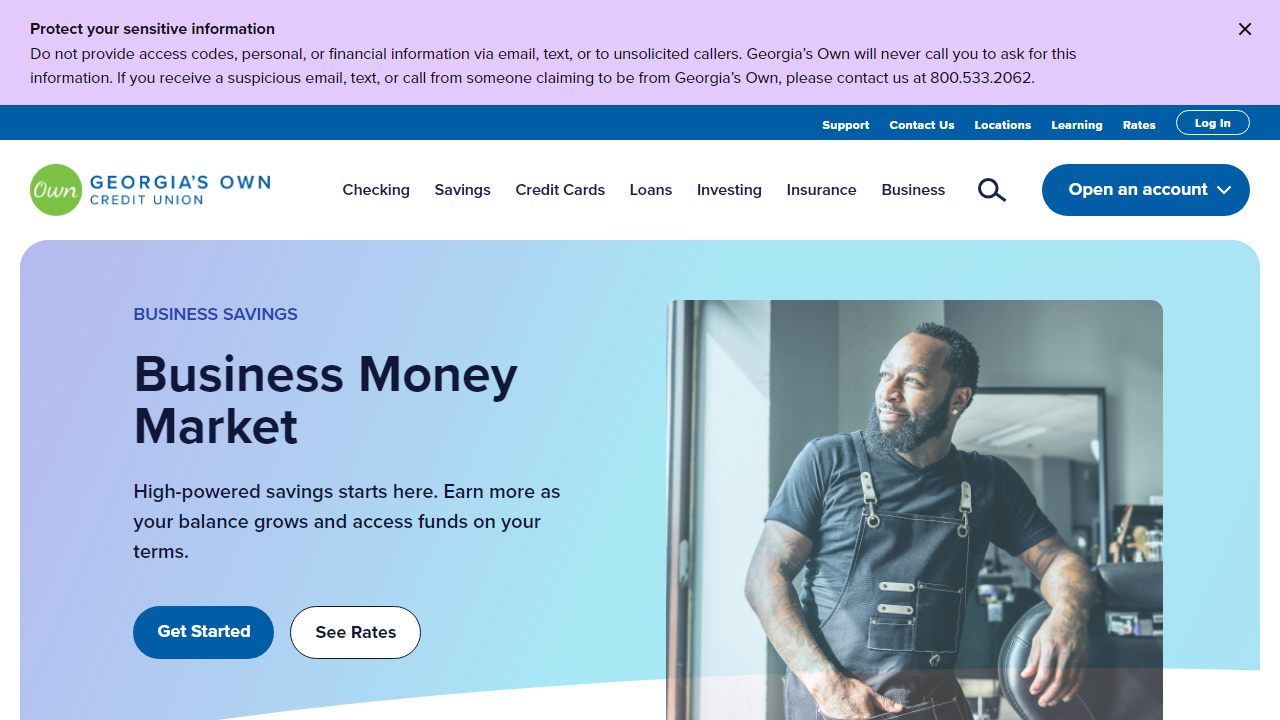 Protect your sensitive information
Do not provide access codes, personal, or financial information via email, text, or to unsolicited callers. Georgia’s Own will never call you to ask for this
information. If you receive a suspicious email, text, or call from someone claiming to be from Georgia’s Own, please contact us at 800.533.2062.
Support Contact Us Locations Learning Rates Log In
Own GEORGIA’S OWN
CREDIT UNION
Checking Savings Credit Cards Loans Investing Insurance Business Open an account
BUSINESS SAVINGS
Business Money
Market
High-powered savings starts here. Earn more as
your balance grows and access funds on your
terms.
Get Started See Rates